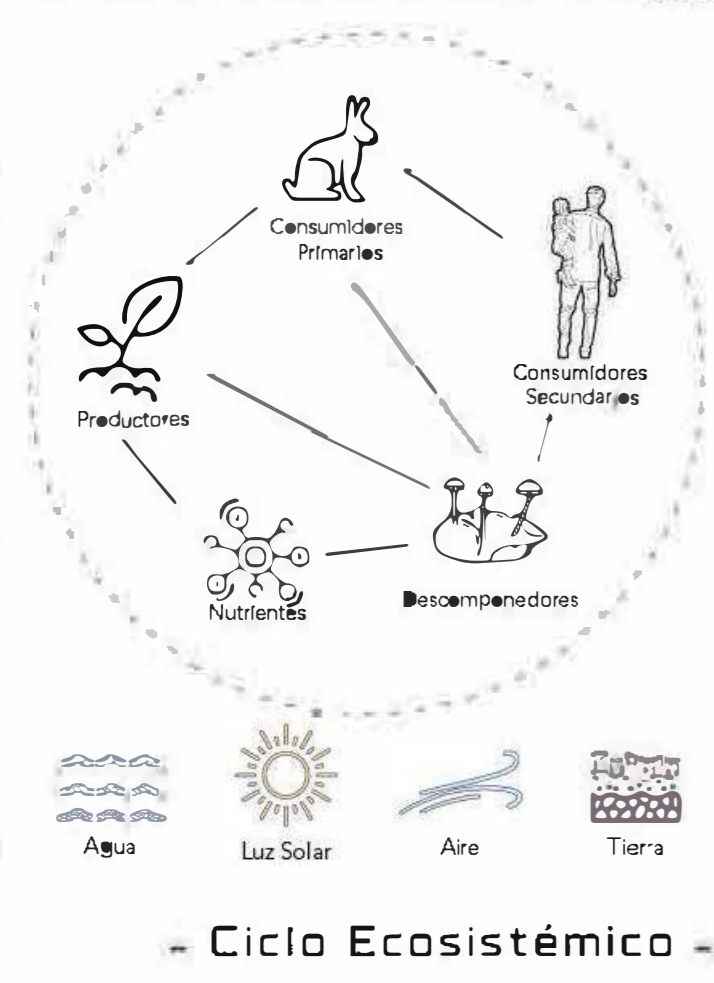 Consumidores
Primarios
Consumidores
Secundarios
Productores
Nutrientes
Descomponedores
Agua
Luz Solar
Aire
Tierra
- Ciclo Ecosistémico -